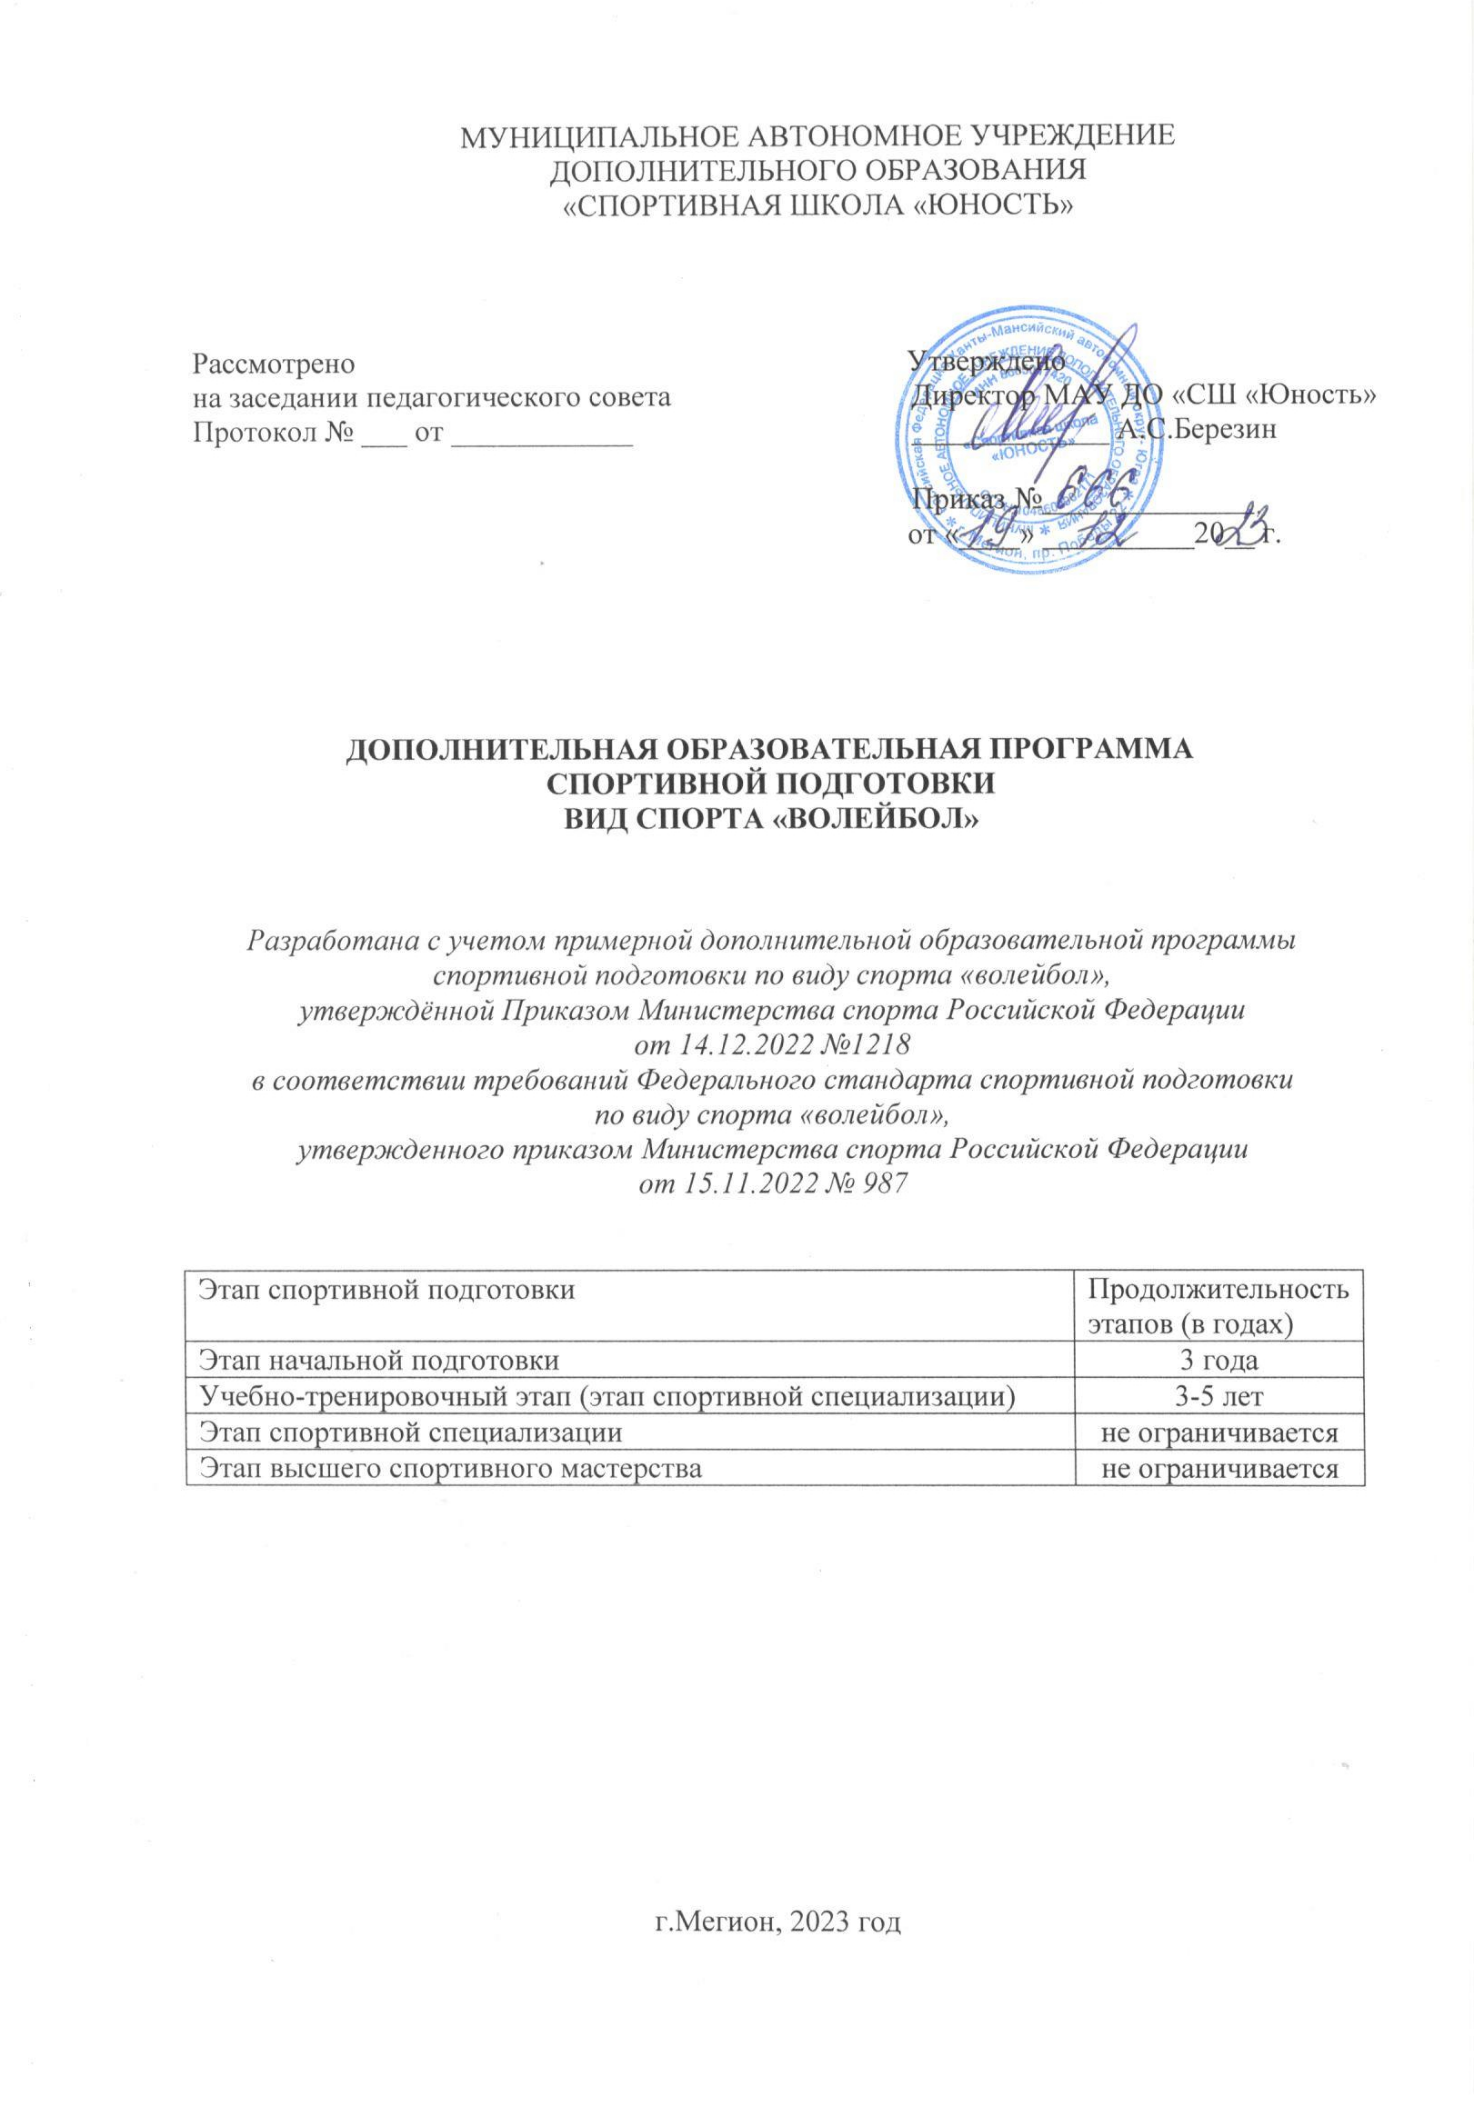 МУНИЦИПАЛЬНОЕ АВТОНОМНОЕ УЧРЕЖДЕНИЕ
ДОПОЛНИТЕЛЬНОГО ОБРАЗОВАНИЯ
«СПОРТИВНАЯ ШКОЛА «ЮНОСТЬ»
Рассмотрено
на заседании педагогического совета
Протокол № ___ от ____________
Утверждено
Директор МАУ ДО «СШ «Юность»
_____________ А.С.Березин
Приказ № 666
от «19» 12 2023 г.
«ЮНОСТЬ»
ДОПОЛНИТЕЛЬНАЯ ОБРАЗОВАТЕЛЬНАЯ ПРОГРАММА
СПОРТИВНОЙ ПОДГОТОВКИ
ВИД СПОРТА «ВОЛЕЙБОЛ»
Разработана с учетом примерной дополнительной образовательной программы
спортивной подготовки по виду спорта «волейбол»,
утверждённой Приказом Министерства спорта Российской Федерации
от 14.12.2022 №1218
в соответствии требований Федерального стандарта спортивной подготовки
по виду спорта «волейбол»,
утвержденного приказом Министерства спорта Российской Федерации
от 15.11.2022 № 987
Этап спортивной подготовки
Продолжительность
этапов (в годах)
Этап начальной подготовки 3 года
Учебно-тренировочный этап (этап спортивной специализации) 3-5 лет
Этап спортивной специализации не ограничивается
Этап высшего спортивного мастерства не ограничивается
г.Мегион, 2023 год